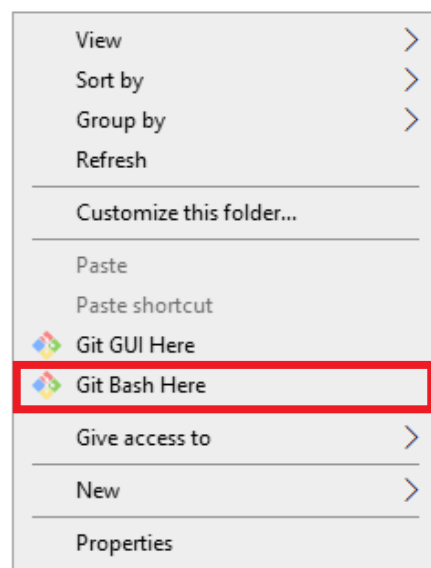 View
Sort by
Group by
Refresh
Customize this folder...
Paste
Paste shortcut
Git GUI Here
Git Bash Here
Give access to
New
Properties